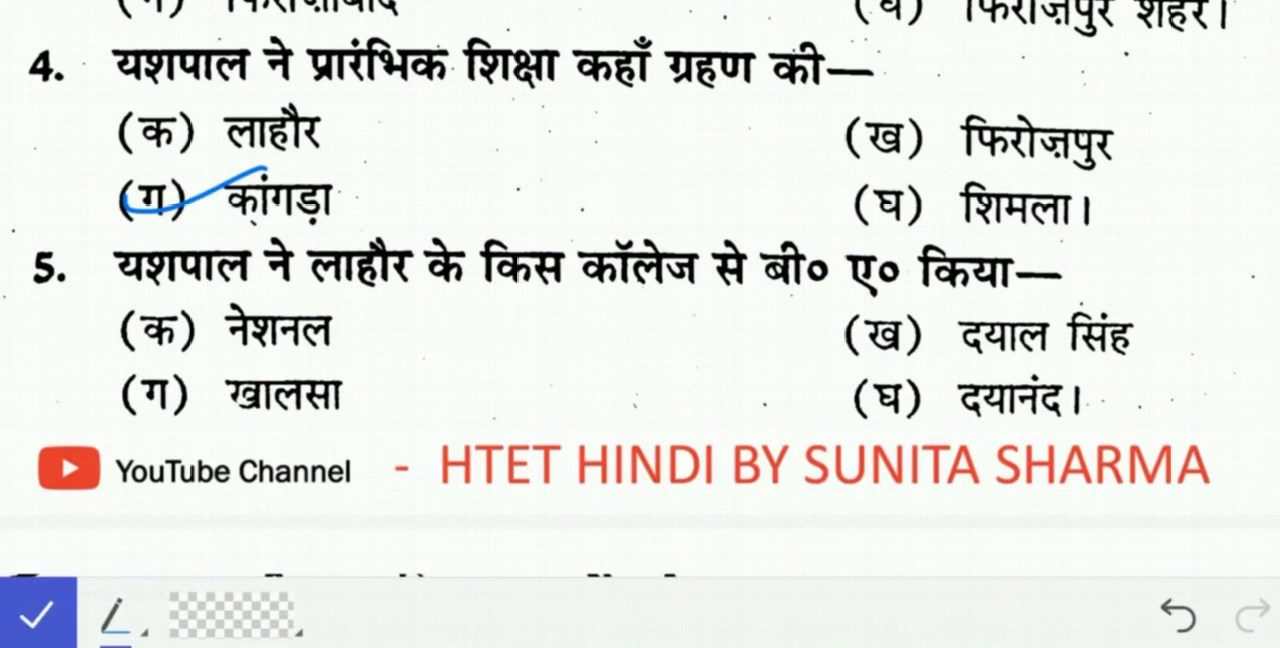 (घ) फिरोज़पुर शहर।
4. यशपाल ने प्रारंभिक शिक्षा कहाँ ग्रहण की—
(क) लाहौर (ख) फिरोज़पुर
(ग) कांगड़ा (घ) शिमला।
5. यशपाल ने लाहौर के किस कॉलेज से बी० ए० किया—
(क) नेशनल (ख) दयाल सिंह
(ग) खालसा (घ) दयानंद।
YouTube Channel - HTET HINDI BY SUNITA SHARMA